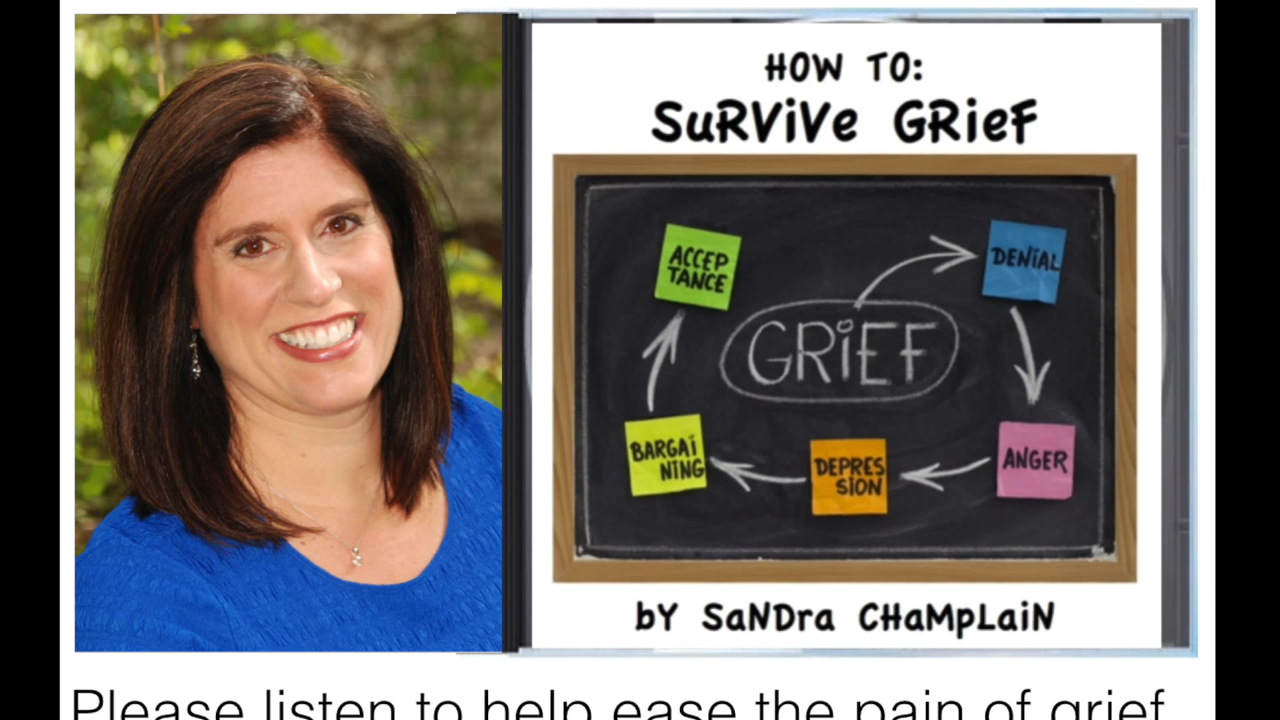 HOW TO:
SuRViVe GRieF
ACCEP
TANCE
DENiAL
GRiEF
BARGAi
NiNG
DEPRES
SiON
ANGER
bY SaNDra CHaMpLaiN
Please listen to help ease the pain of grief